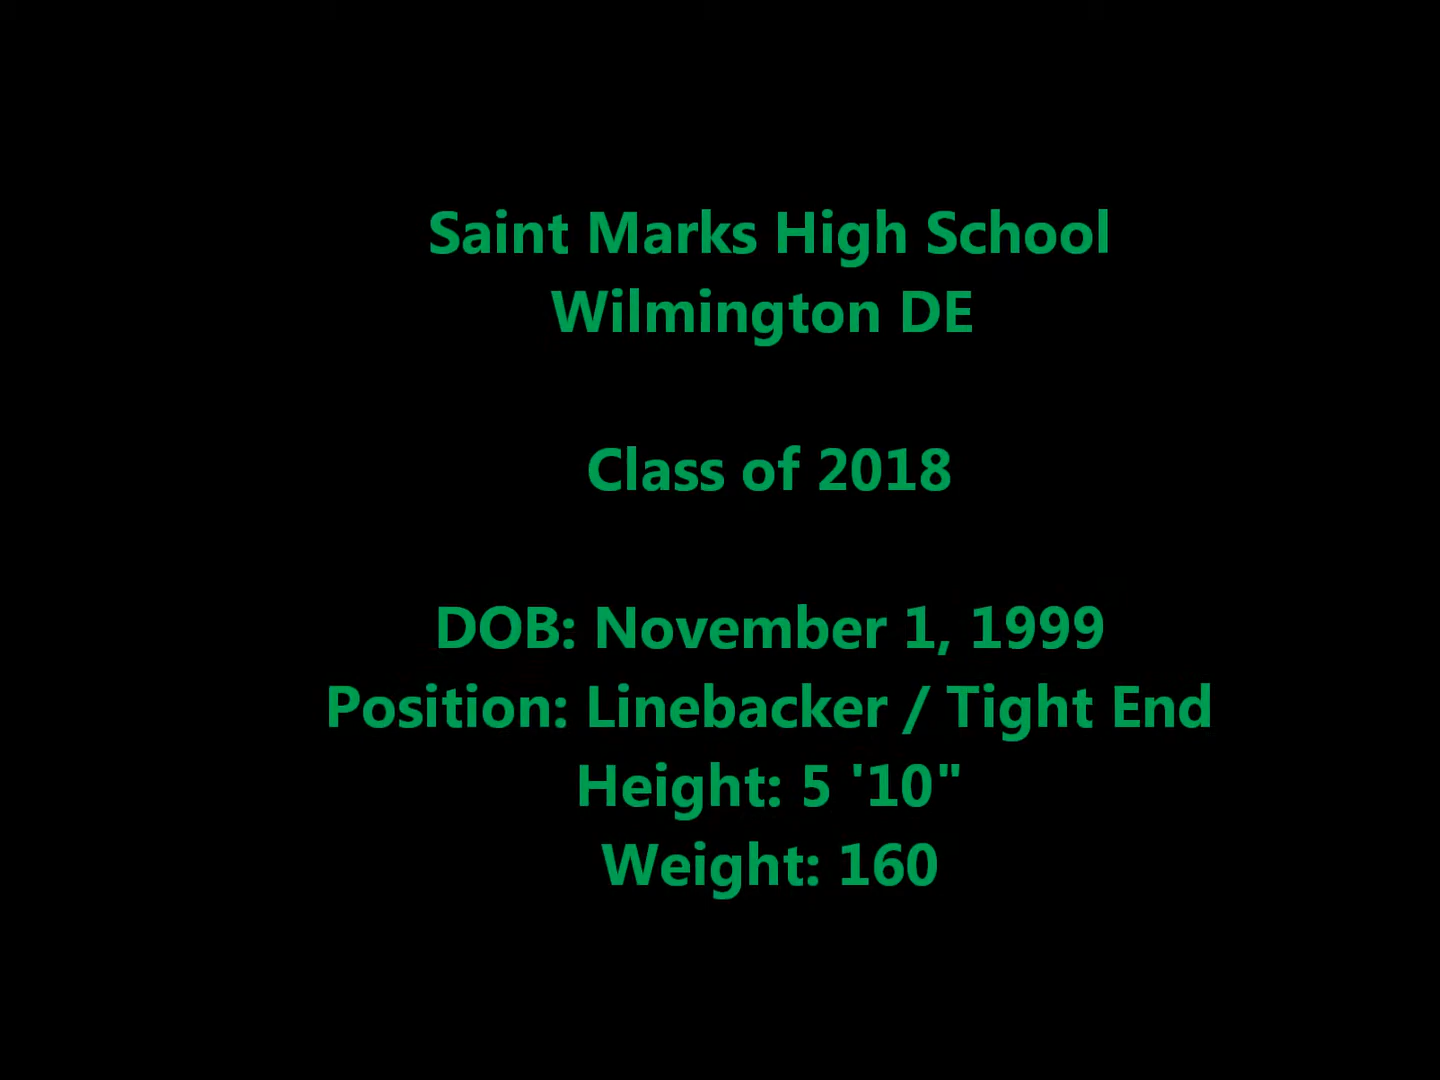 Saint Marks High School
Wilmington DE
Class of 2018
DOB: November 1, 1999
Position: Linebacker / Tight End
Height: 5 '10"
Weight: 160